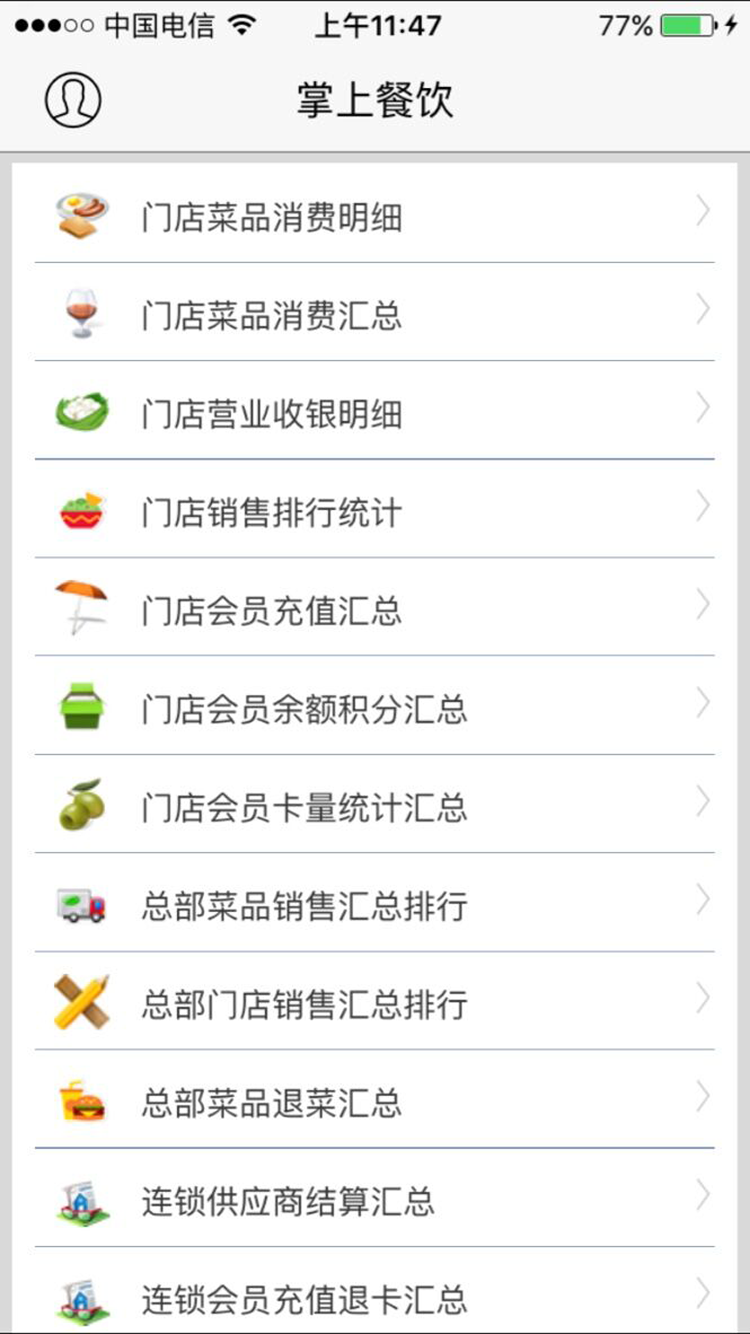 中国电信 上午11:47 77%
掌上餐饮
门店菜品消费明细
门店菜品消费汇总
门店营业收银明细
门店销售排行统计
门店会员充值汇总
门店会员余额积分汇总
门店会员卡量统计汇总
总部菜品销售汇总排行
总部门店销售汇总排行
总部菜品退菜汇总
连锁供应商结算汇总
连锁会员充值退卡汇总